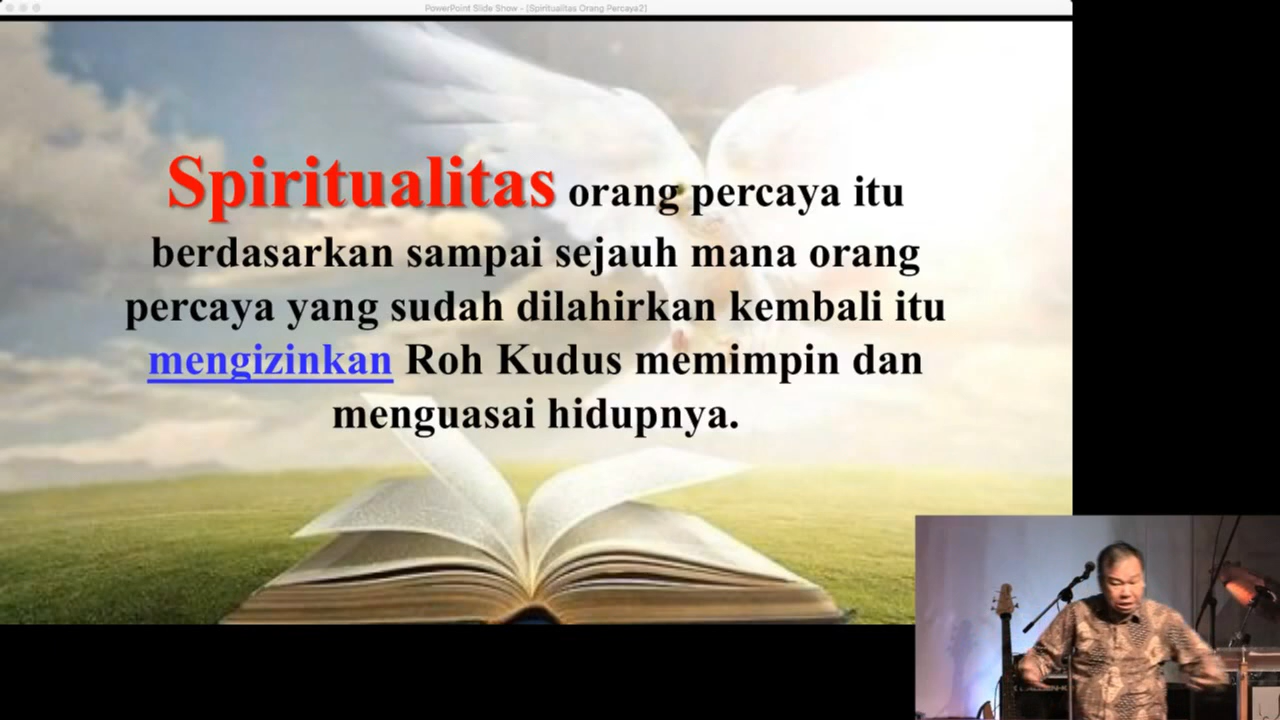 PowerPoint Slide Show - [Spiritualitas Orang Percaya2]
Spiritualitas orang percaya itu
berdasarkan sampai sejauh mana orang
percaya yang sudah dilahirkan kembali itu
mengizinkan Roh Kudus memimpin dan
menguasai hidupnya.